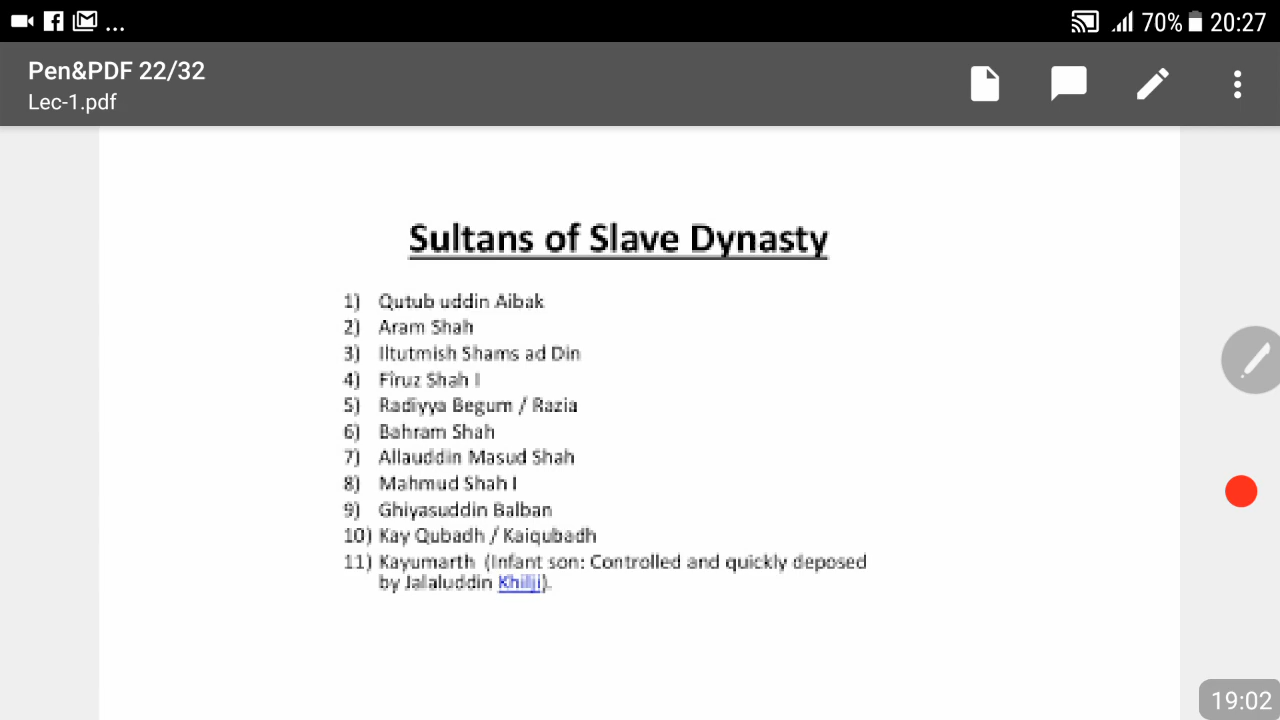 ... 70% 20:27
Pen&PDF 22/32
Lec-1.pdf
Sultans of Slave Dynasty
1) Qutub uddin Aibak
2) Aram Shah
3) Iltutmish Shams ad Din
4) Firuz Shah I
5) Radiyya Begum / Razia
6) Bahram Shah
7) Allauddin Masud Shah
8) Mahmud Shah I
9) Ghiyasuddin Balban
10) Kay Qubadh / Kaiqubadh
11) Kayumarth (Infant son: Controlled and quickly deposed
by Jalaluddin Khilji).
19:02